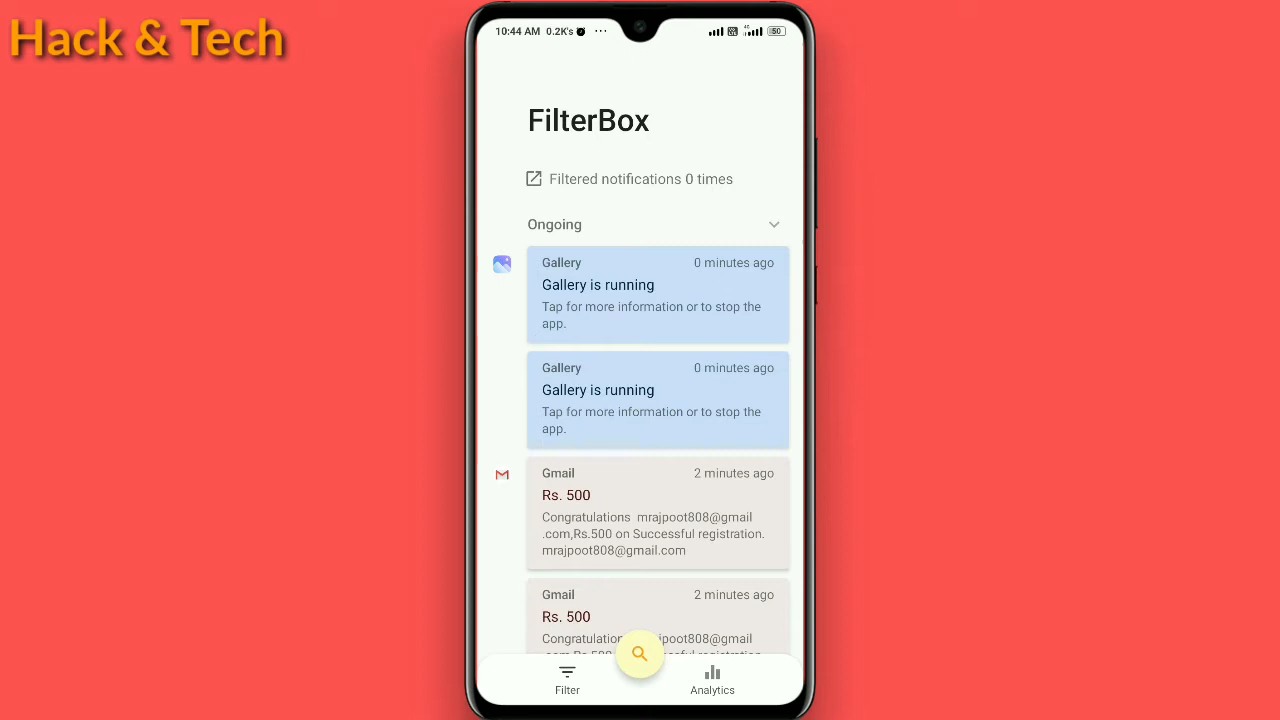 Hack & Tech
10:44 AM 0.2K's ... 4G 50
FilterBox
Filtered notifications 0 times
Ongoing
Gallery 0 minutes ago
Gallery is running
Tap for more information or to stop the
app.
Gallery 0 minutes ago
Gallery is running
Tap for more information or to stop the
app.
Gmail 2 minutes ago
Rs. 500
Congratulations mrajpoot808@gmail
.com,Rs.500 on Successful registration.
mrajpoot808@gmail.com
Gmail 2 minutes ago
Rs. 500
Filter
Analytics